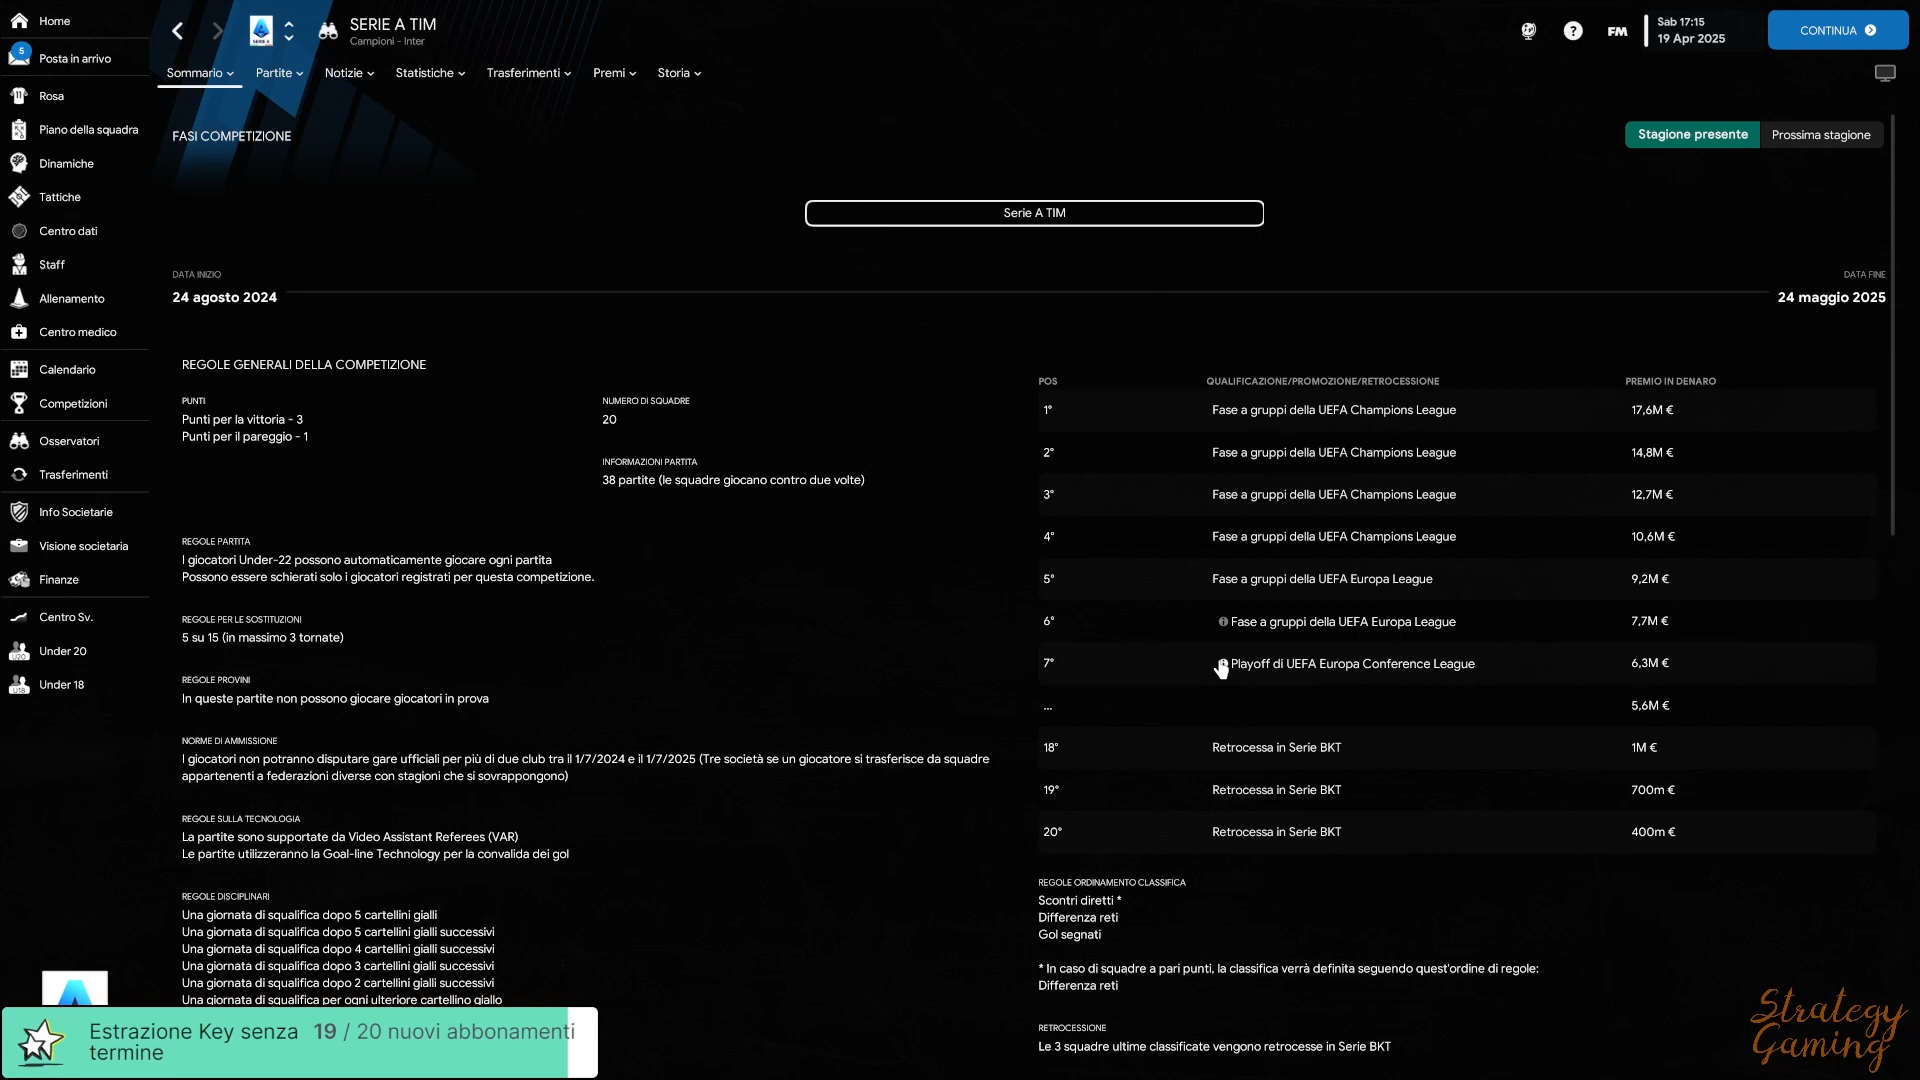 Home
5
Posta in arrivo
Rosa
Piano della squadra
Dinamiche
Tattiche
Centro dati
Staff
Allenamento
Centro medico
Calendario
Competizioni
Osservatori
Trasferimenti
Info Societarie
Visione societaria
Finanze
Centro Sv.
Under 20
Under 18
SERIE A TIM
Campioni - Inter
FM
Sab 17:15
19 Apr 2025
CONTINUA
Sommario
Partite
Notizie
Statistiche
Trasferimenti
Premi
Storia
FASI COMPETIZIONE
Stagione presente
Prossima stagione
Serie A TIM
DATA INIZIO
24 agosto 2024
DATA FINE
24 maggio 2025
REGOLE GENERALI DELLA COMPETIZIONE
PUNTI
Punti per la vittoria - 3
Punti per il pareggio - 1
NUMERO DI SQUADRE
20
INFORMAZIONI PARTITA
38 partite (le squadre giocano contro due volte)
REGOLE PARTITA
I giocatori Under-22 possono automaticamente giocare ogni partita
Possono essere schierati solo i giocatori registrati per questa competizione.
REGOLE PER LE SOSTITUZIONI
5 su 15 (in massimo 3 tornate)
REGOLE PROVINI
In queste partite non possono giocare giocatori in prova
NORME DI AMMISSIONE
I giocatori non potranno disputare gare ufficiali per più di due club tra il 1/7/2024 e il 1/7/2025 (Tre società se un giocatore si trasferisce da squadre
appartenenti a federazioni diverse con stagioni che si sovrappongono)
REGOLE SULLA TECNOLOGIA
La partite sono supportate da Video Assistant Referees (VAR)
Le partite utilizzeranno la Goal-line Technology per la convalida dei gol
REGOLE DISCIPLINARI
Una giornata di squalifica dopo 5 cartellini gialli
Una giornata di squalifica dopo 5 cartellini gialli successivi
Una giornata di squalifica dopo 4 cartellini gialli successivi
Una giornata di squalifica dopo 3 cartellini gialli successivi
Una giornata di squalifica dopo 2 cartellini gialli successivi
Una giornata di squalifica per ogni ulteriore cartellino giallo
POS QUALIFICAZIONE/PROMOZIONE/RETROCESSIONE PREMIO IN DENARO
1° Fase a gruppi della UEFA Champions League 17,6M €
2° Fase a gruppi della UEFA Champions League 14,8M €
3° Fase a gruppi della UEFA Champions League 12,7M €
4° Fase a gruppi della UEFA Champions League 10,6M €
5° Fase a gruppi della UEFA Europa League 9,2M €
6° Fase a gruppi della UEFA Europa League 7,7M €
7° Playoff di UEFA Europa Conference League 6,3M €
... 5,6M €
18° Retrocessa in Serie BKT 1M €
19° Retrocessa in Serie BKT 700m €
20° Retrocessa in Serie BKT 400m €
REGOLE ORDINAMENTO CLASSIFICA
Scontri diretti *
Differenza reti
Gol segnati
* In caso di squadre a pari punti, la classifica verrà definita seguendo quest'ordine di regole:
Differenza reti
RETROCESSIONE
Le 3 squadre ultime classificate vengono retrocesse in Serie BKT
Estrazione Key senza 19 / 20 nuovi abbonamenti
termine
Strategy
Gaming